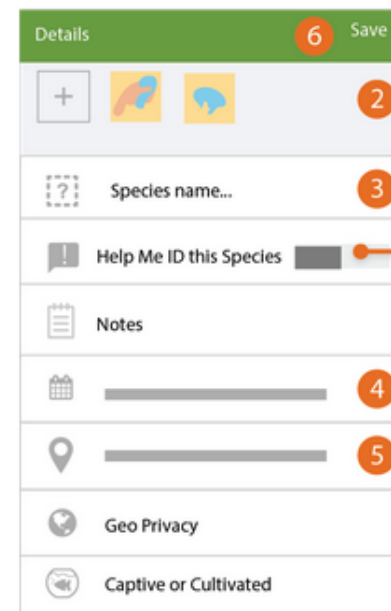 Details 6 Save
+ 2
? Species name... 3
! Help Me ID this Species
Notes
4
5
Geo Privacy
Captive or Cultivated